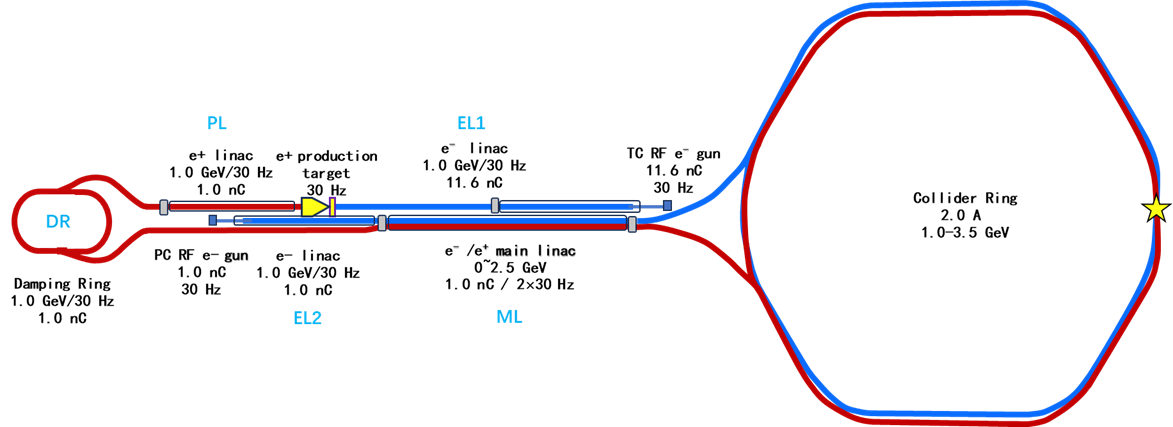 PL
e+ linac
1.0 GeV/30 Hz
1.0 nC
e+ production
target
30 Hz
EL1
e⁻ linac
1.0 GeV/30 Hz
11.6 nC
TC RF e⁻ gun
11.6 nC
30 Hz
DR
Damping Ring
1.0 GeV/30 Hz
1.0 nC
PC RF e- gun
1.0 nC
30 Hz
e- linac
1.0 GeV/30 Hz
1.0 nC
EL2
e⁻ /e⁺ main linac
0~2.5 GeV
1.0 nC / 2×30 Hz
ML
Collider Ring
2.0 A
1.0-3.5 GeV